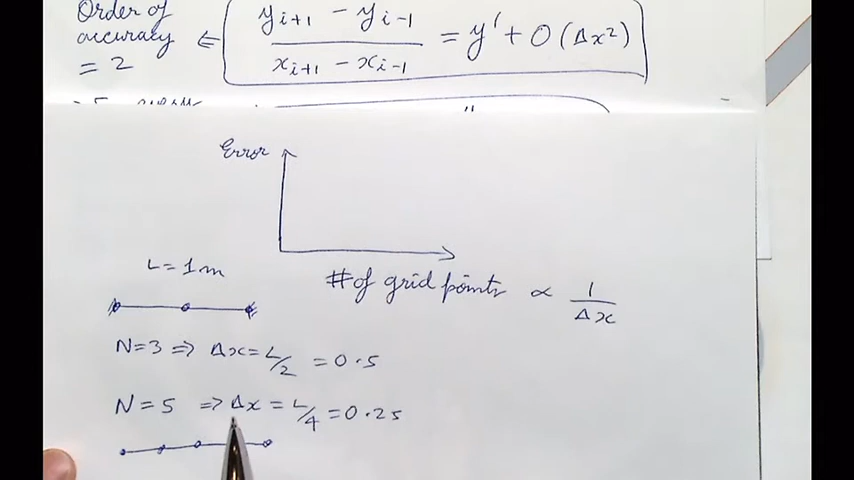 Order of
accuracy
= 2
⇐ (y_{i+1} - y_{i-1}) / (x_{i+1} - x_{i-1}) = y' + O(Δx²)
Error
L = 1m
# of grid points ∝ 1/Δx
N=3 ⇒ Δx = L/2 = 0.5
N = 5 ⇒ Δx = L/4 = 0.25